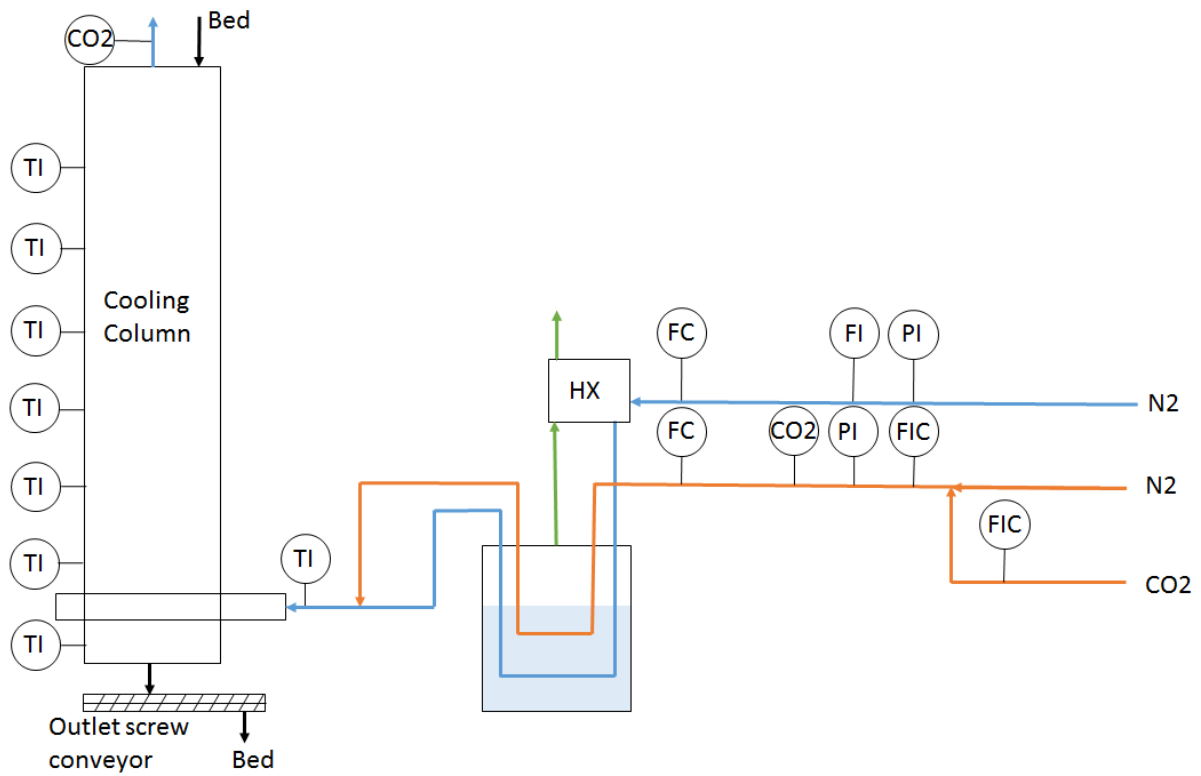 CO2
Bed
TI
TI
Cooling
Column
TI
TI
TI
TI
TI
TI
Outlet screw
conveyor
Bed
HX
FC
FI
PI
N2
FC
CO2
PI
FIC
N2
FIC
CO2